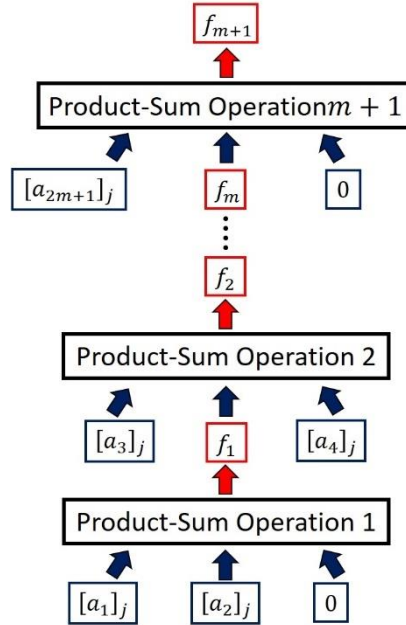 f_{m+1}
Product-Sum Operation m + 1
[a_{2m+1}]_j f_m 0
f_2
Product-Sum Operation 2
[a_3]_j f_1 [a_4]_j
Product-Sum Operation 1
[a_1]_j [a_2]_j 0